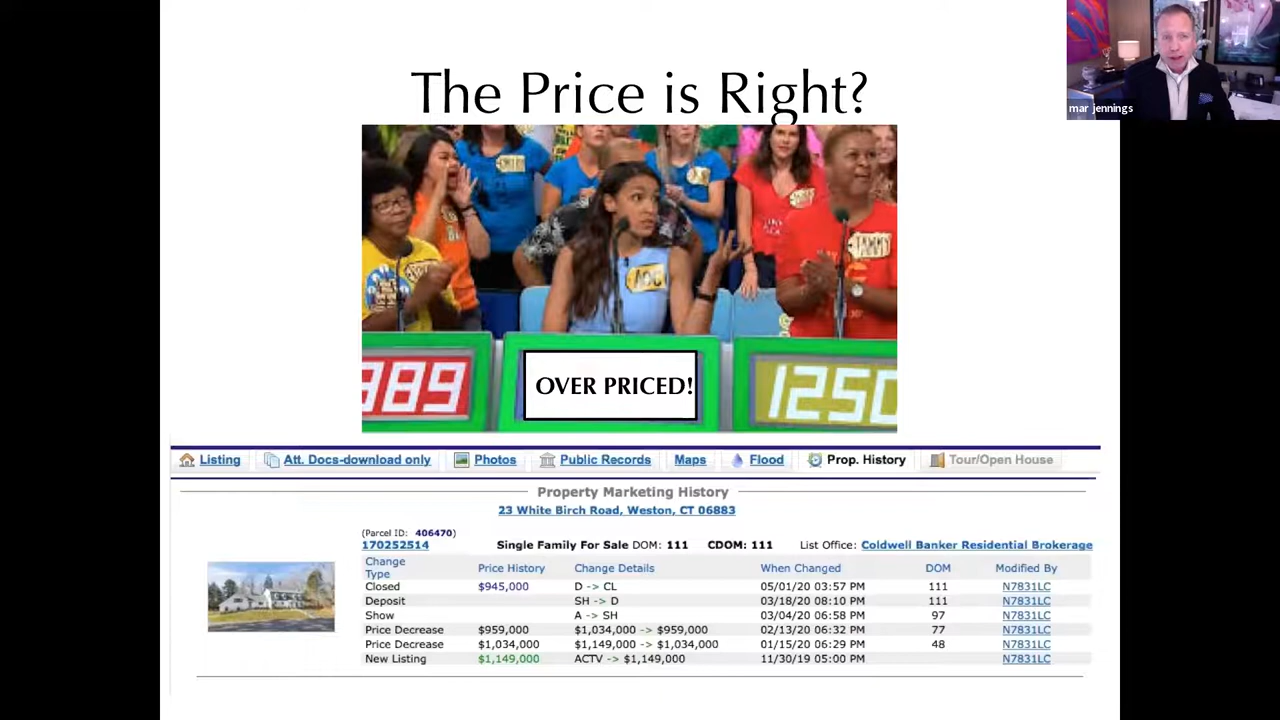 The Price is Right?
mar jennings
AOC
TAMMY
389
OVER PRICED!
1250
Listing Att. Docs-download only Photos Public Records Maps Flood Prop. History Tour/Open House
Property Marketing History
23 White Birch Road, Weston, CT 06883
(Parcel ID: 406470)
170252514 Single Family For Sale DOM: 111 CDOM: 111 List Office: Coldwell Banker Residential Brokerage
Change Type Price History Change Details When Changed DOM Modified By
Closed $945,000 D -> CL 05/01/20 03:57 PM 111 N7831LC
Deposit SH -> D 03/18/20 08:10 PM 111 N7831LC
Show A -> SH 03/04/20 06:58 PM 97 N7831LC
Price Decrease $959,000 $1,034,000 -> $959,000 02/13/20 06:32 PM 77 N7831LC
Price Decrease $1,034,000 $1,149,000 -> $1,034,000 01/15/20 06:29 PM 48 N7831LC
New Listing $1,149,000 ACTV -> $1,149,000 11/30/19 05:00 PM N7831LC